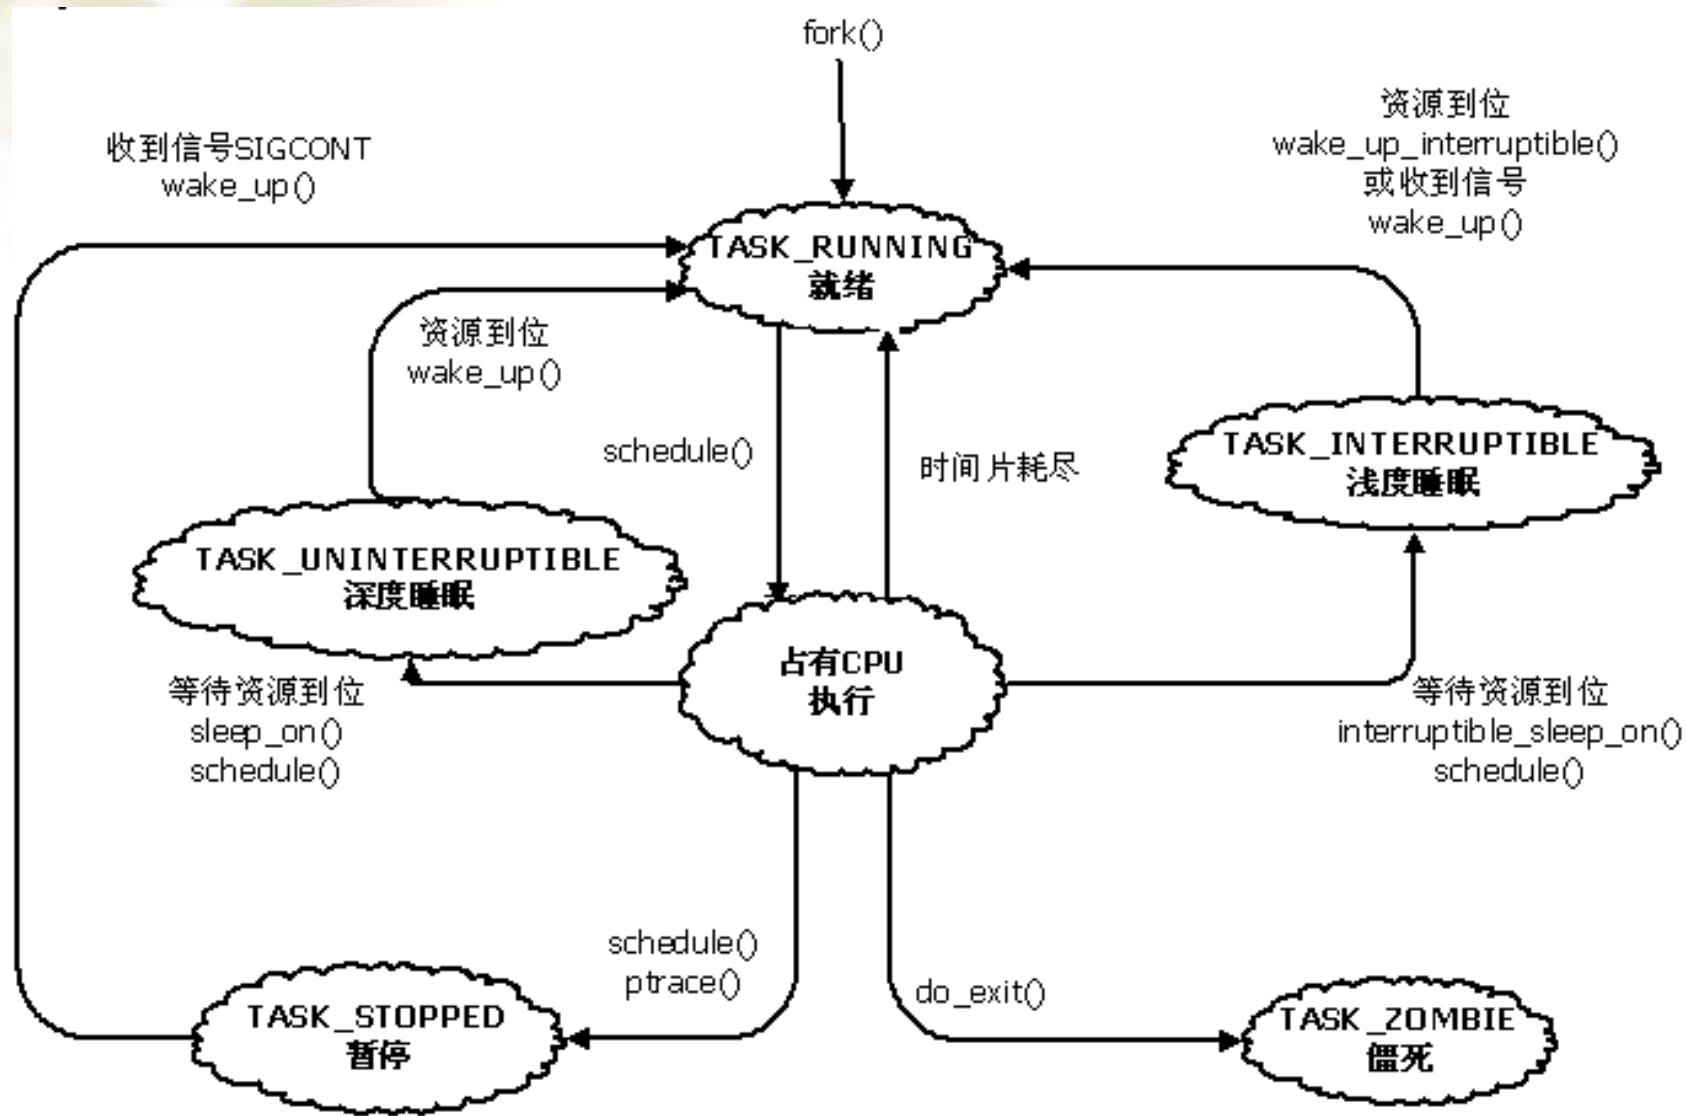 fork()
资源到位
wake_up_interruptible()
或收到信号
wake_up()
收到信号SIGCONT
wake_up()
TASK_RUNNING
就绪
资源到位
wake_up()
schedule()
时间片耗尽
TASK_INTERRUPTIBLE
浅度睡眠
TASK_UNINTERRUPTIBLE
深度睡眠
占有CPU
执行
等待资源到位
sleep_on()
schedule()
等待资源到位
interruptible_sleep_on()
schedule()
schedule()
ptrace()
do_exit()
TASK_STOPPED
暂停
TASK_ZOMBIE
僵死